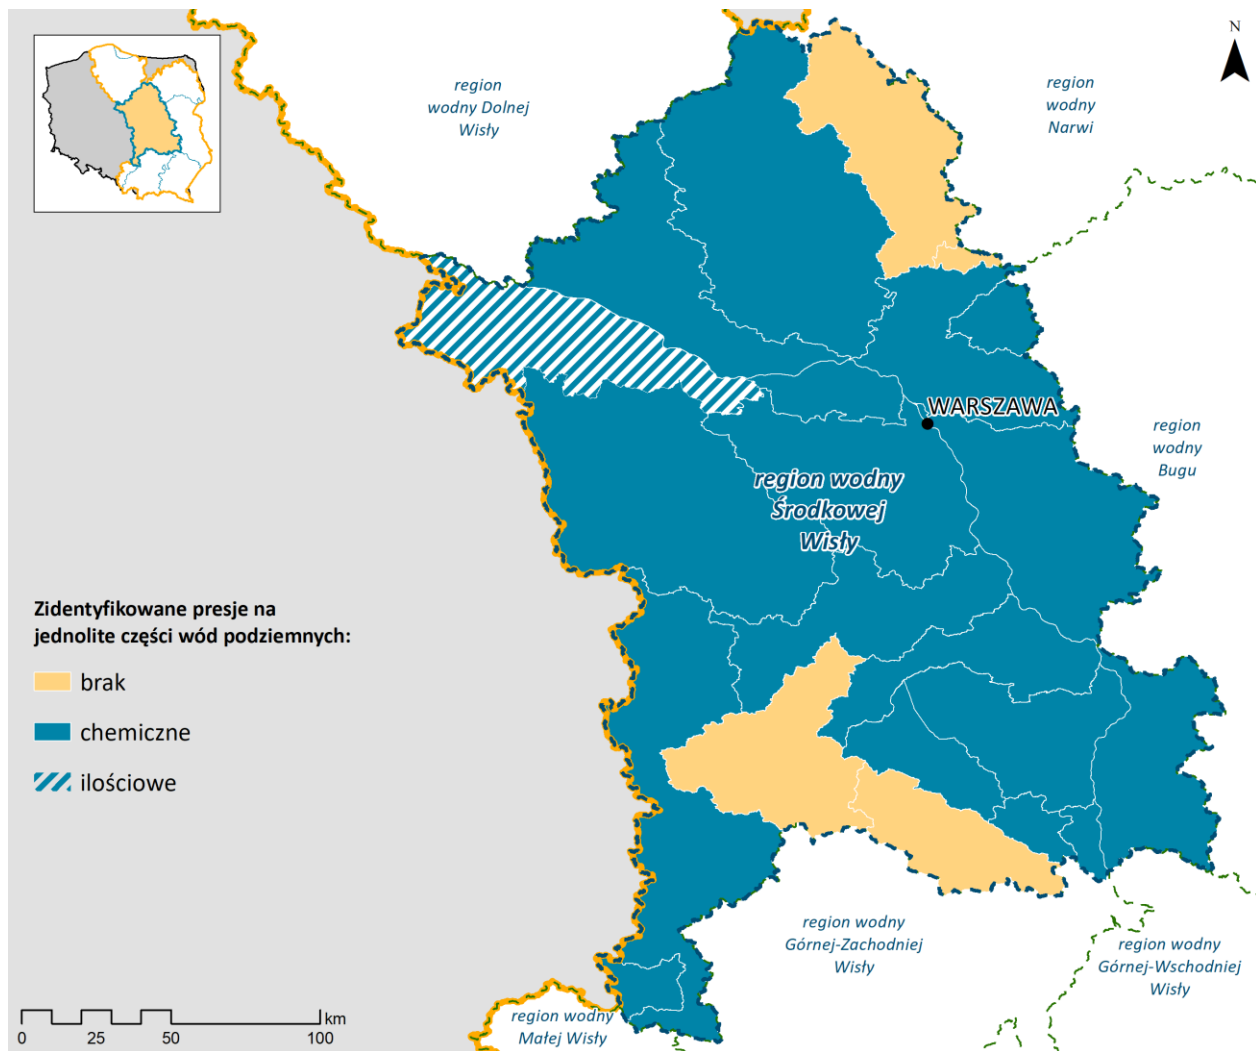 N
region
wodny Dolnej
Wisły
region
wodny
Narwi
WARSZAWA
region
wodny
Bugu
region wodny
Środkowej
Wisły
Zidentyfikowane presje na
jednolite części wód podziemnych:
brak
chemiczne
ilościowe
region wodny
Górnej-Zachodniej
Wisły
region wodny
Górnej-Wschodniej
Wisły
region wodny
Małej Wisły
km
0 25 50 100